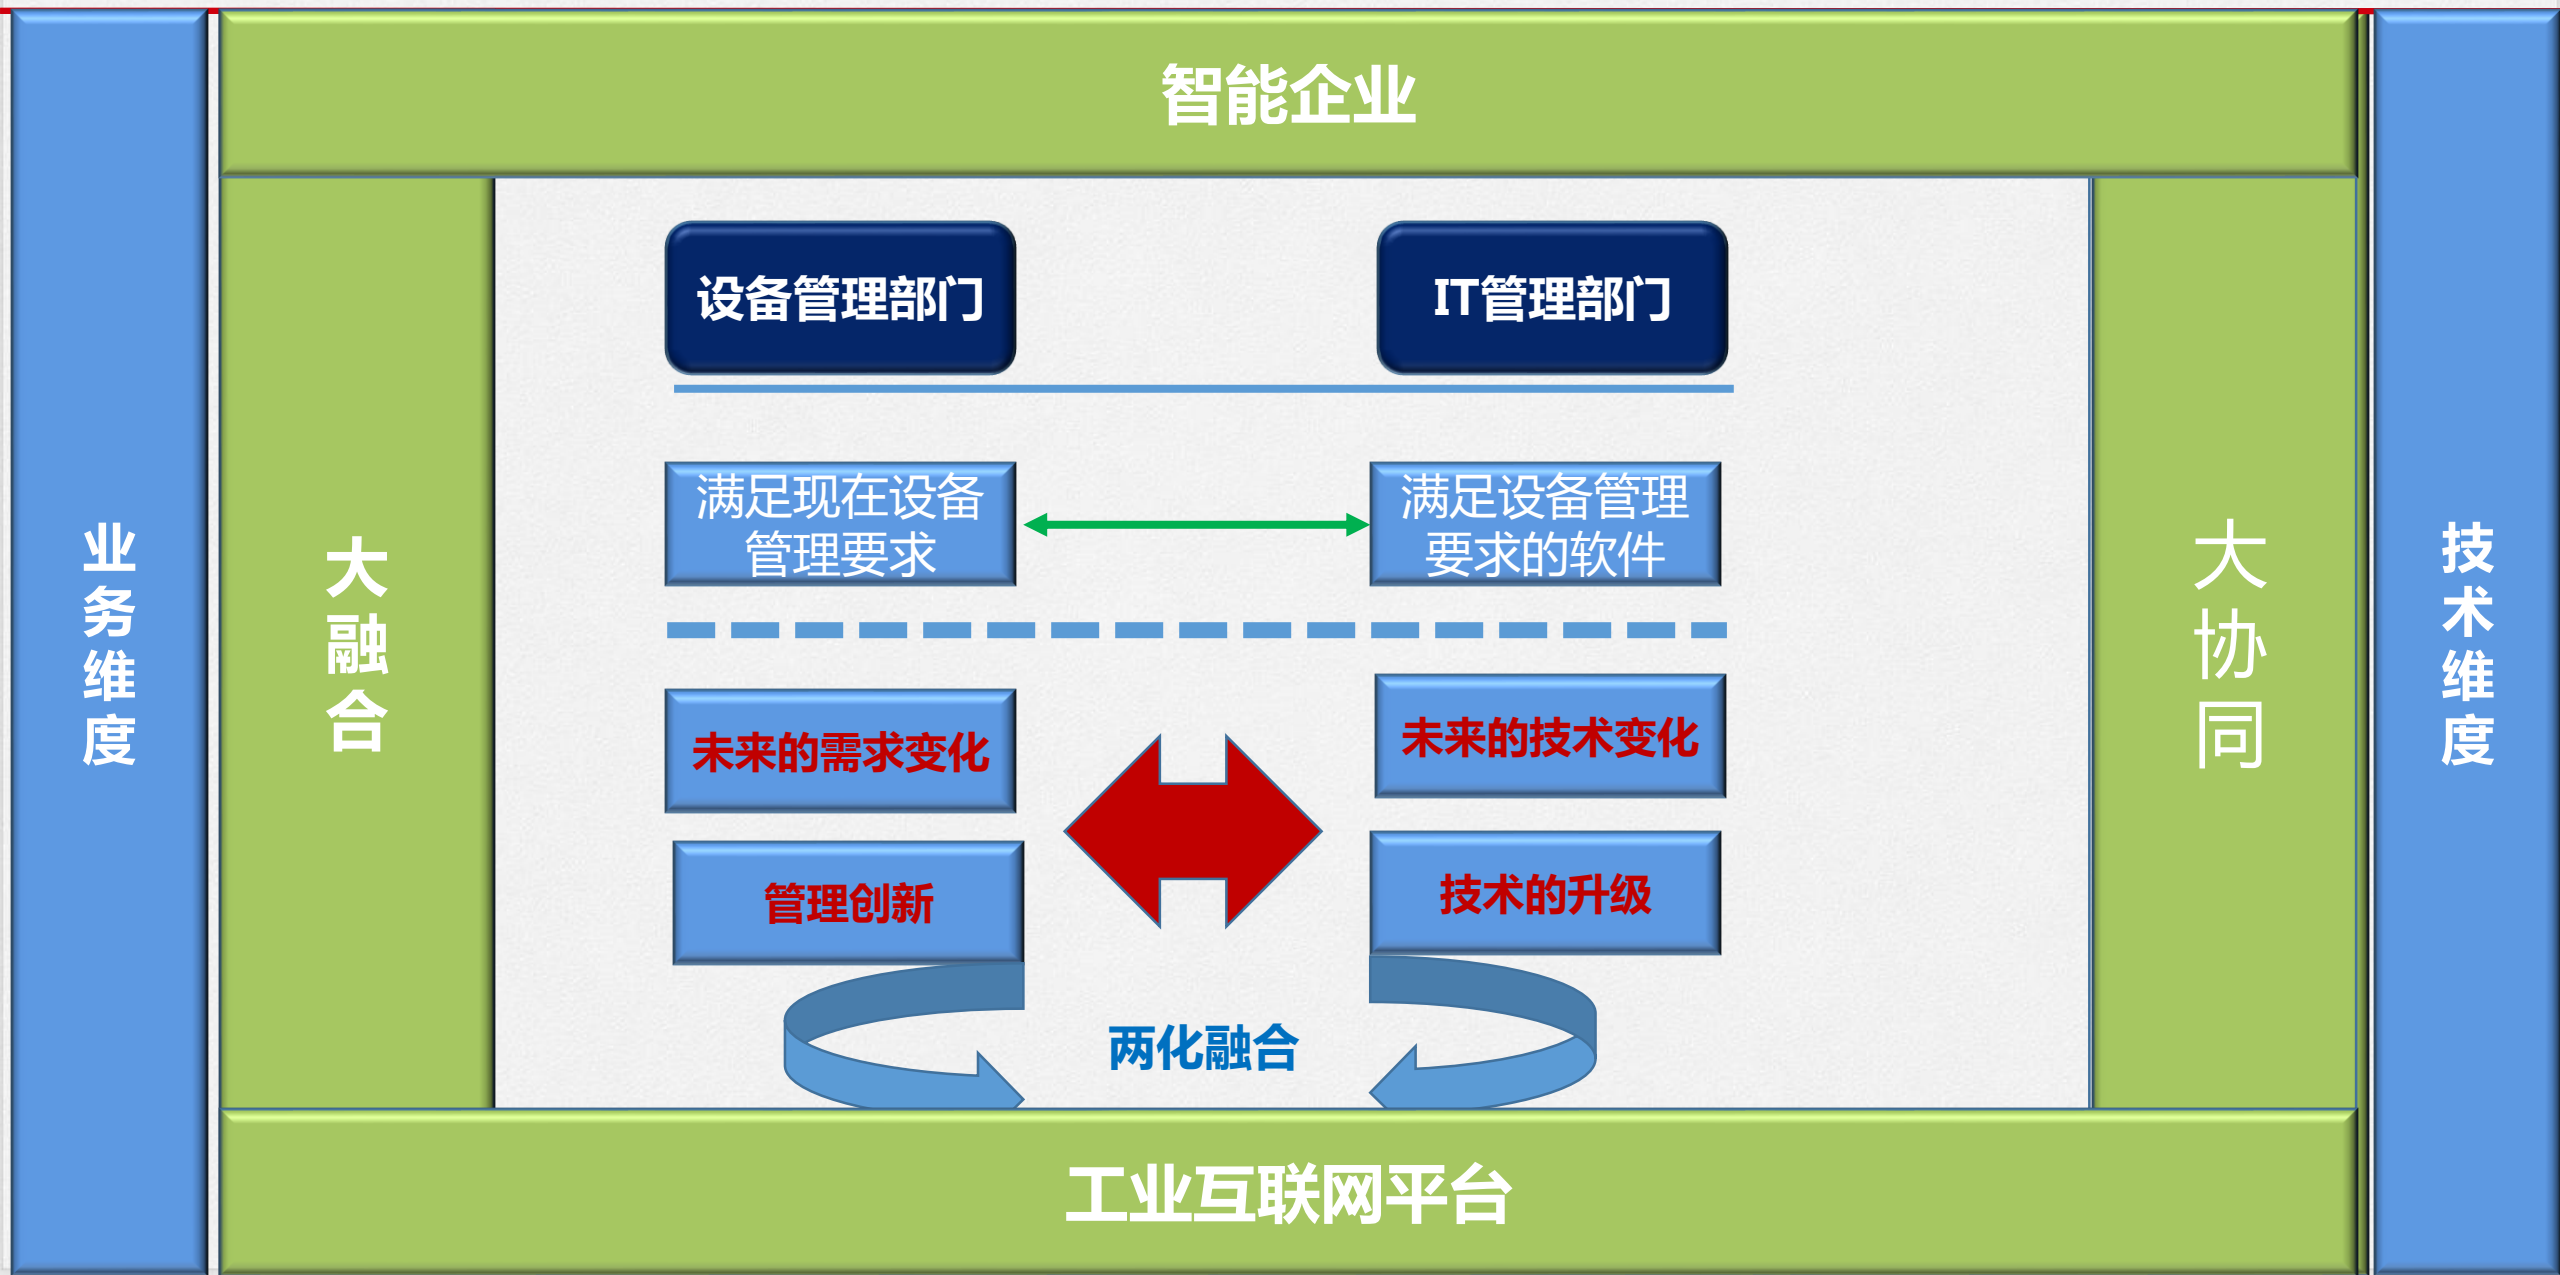 智能企业
业务维度
大融合
设备管理部门
IT管理部门
满足现在设备
管理要求
满足设备管理
要求的软件
未来的需求变化
未来的技术变化
管理创新
技术的升级
两化融合
大协同
技术维度
工业互联网平台